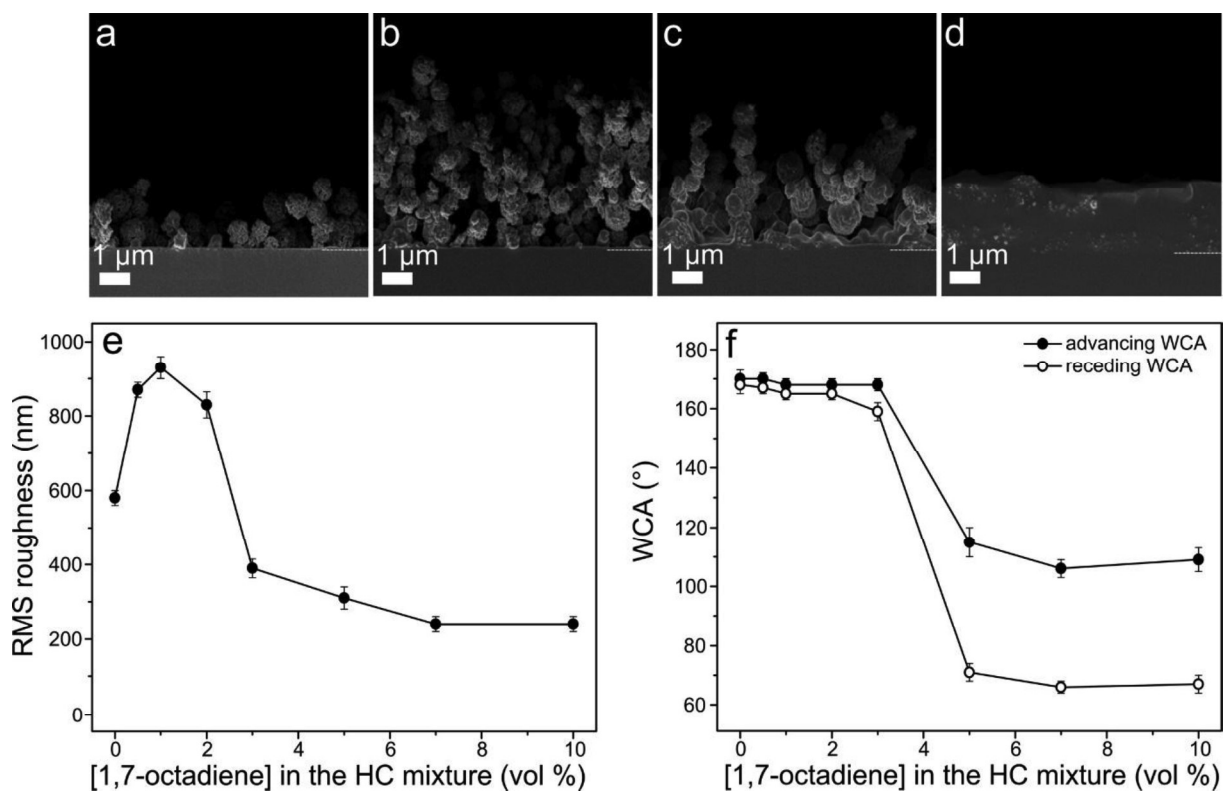 a
b
c
d
1 µm
1 µm
1 µm
1 µm
e
1000
800
600
400
200
0
RMS roughness (nm)
0
2
4
6
8
10
[1,7-octadiene] in the HC mixture (vol %)
f
advancing WCA
receding WCA
180
160
140
120
100
80
60
WCA (°)
0
2
4
6
8
10
[1,7-octadiene] in the HC mixture (vol %)